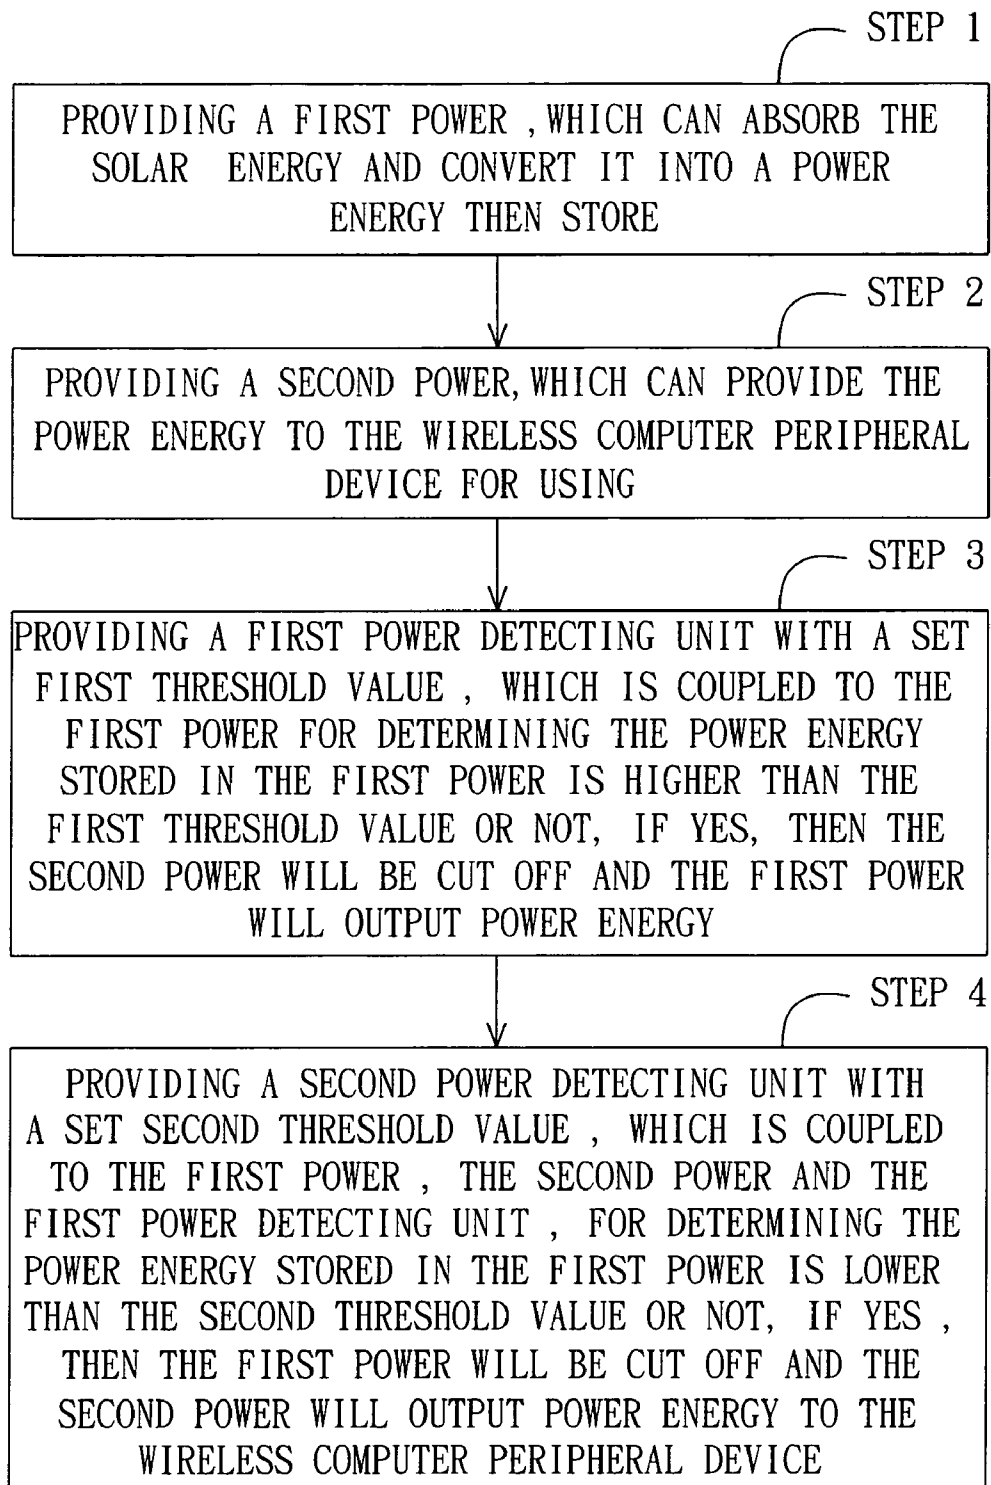 STEP 1
PROVIDING A FIRST POWER , WHICH CAN ABSORB THE
SOLAR ENERGY AND CONVERT IT INTO A POWER
ENERGY THEN STORE
STEP 2
PROVIDING A SECOND POWER, WHICH CAN PROVIDE THE
POWER ENERGY TO THE WIRELESS COMPUTER PERIPHERAL
DEVICE FOR USING
STEP 3
PROVIDING A FIRST POWER DETECTING UNIT WITH A SET
FIRST THRESHOLD VALUE , WHICH IS COUPLED TO THE
FIRST POWER FOR DETERMINING THE POWER ENERGY
STORED IN THE FIRST POWER IS HIGHER THAN THE
FIRST THRESHOLD VALUE OR NOT, IF YES, THEN THE
SECOND POWER WILL BE CUT OFF AND THE FIRST POWER
WILL OUTPUT POWER ENERGY
STEP 4
PROVIDING A SECOND POWER DETECTING UNIT WITH
A SET SECOND THRESHOLD VALUE , WHICH IS COUPLED
TO THE FIRST POWER , THE SECOND POWER AND THE
FIRST POWER DETECTING UNIT , FOR DETERMINING THE
POWER ENERGY STORED IN THE FIRST POWER IS LOWER
THAN THE SECOND THRESHOLD VALUE OR NOT, IF YES ,
THEN THE FIRST POWER WILL BE CUT OFF AND THE
SECOND POWER WILL OUTPUT POWER ENERGY TO THE
WIRELESS COMPUTER PERIPHERAL DEVICE